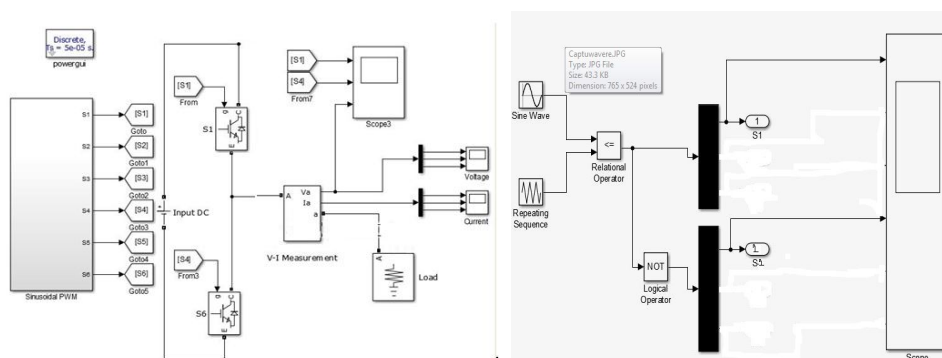 Discrete,
Ts = 5e-05 s.
powergui
S1
[S1]
Goto
S2
[S2]
Goto1
S3
[S3]
Goto2
S4
[S4]
Goto3
S5
[S5]
Goto4
S6
[S6]
Goto5
Sinusoidal PWM
Input DC
[S1]
From
g
C
S1
E
[S4]
From3
g
C
S6
E
[S1]
[S4]
From7
Scope3
A
Va
Ia
a
V-I Measurement
Voltage
Current
A
Load
Captuwavere.JPG
Type: JPG File
Size: 43.3 KB
Dimension: 765 x 524 pixels
Sine Wave
Repeating
Sequence
<=
Relational
Operator
NOT
Logical
Operator
1
S1
Scope